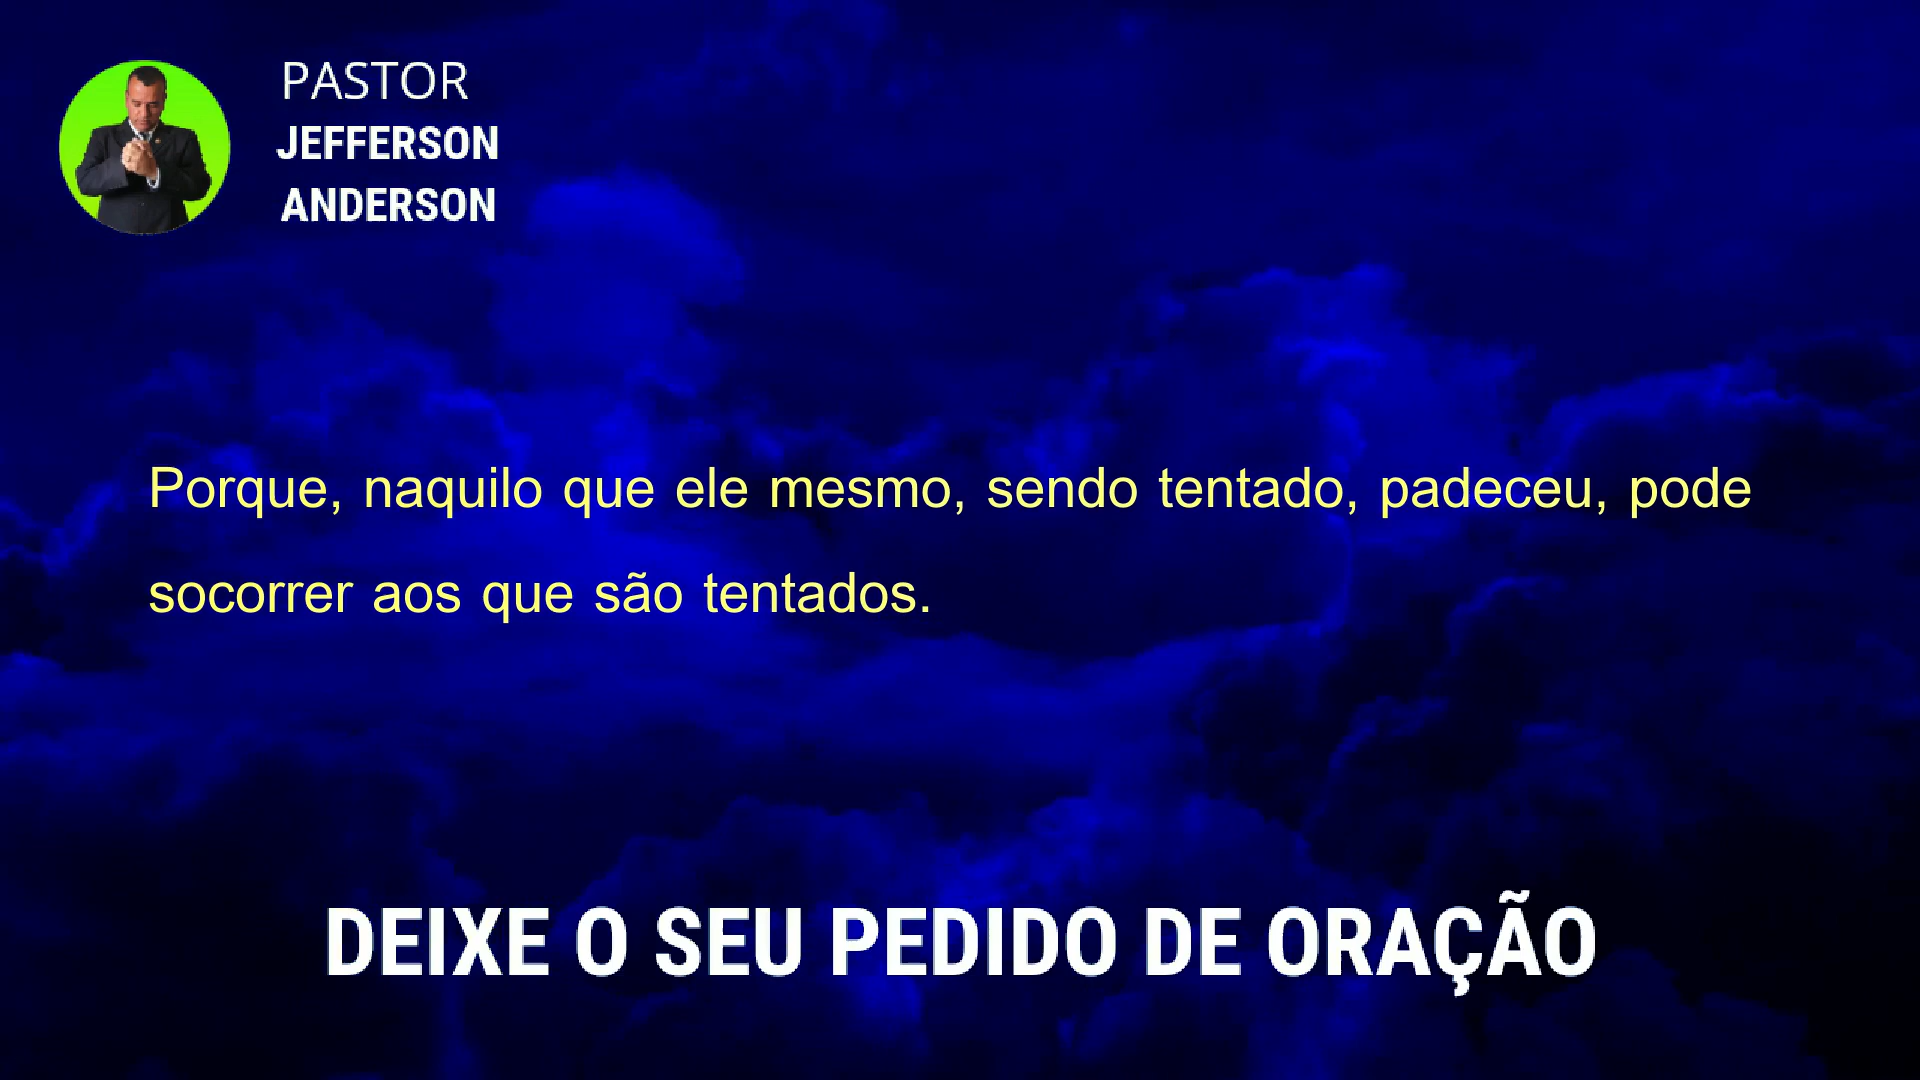 PASTOR
JEFFERSON
ANDERSON
Porque, naquilo que ele mesmo, sendo tentado, padeceu, pode
socorrer aos que são tentados.
DEIXE O SEU PEDIDO DE ORAÇÃO